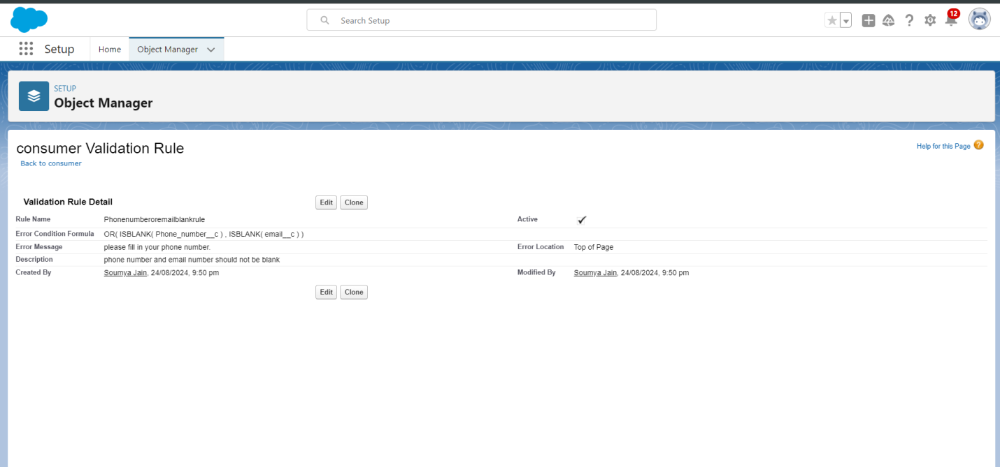 Search Setup
12
Setup
Home
Object Manager
SETUP
Object Manager
consumer Validation Rule
Help for this Page ?
Back to consumer
Validation Rule Detail
Edit Clone
Rule Name Phonenumberoremailblankrule Active
Error Condition Formula OR( ISBLANK( Phone_number__c ) , ISBLANK( email__c ) )
Error Message please fill in your phone number. Error Location Top of Page
Description phone number and email number should not be blank
Created By Soumya Jain, 24/08/2024, 9:50 pm Modified By Soumya Jain, 24/08/2024, 9:50 pm
Edit Clone